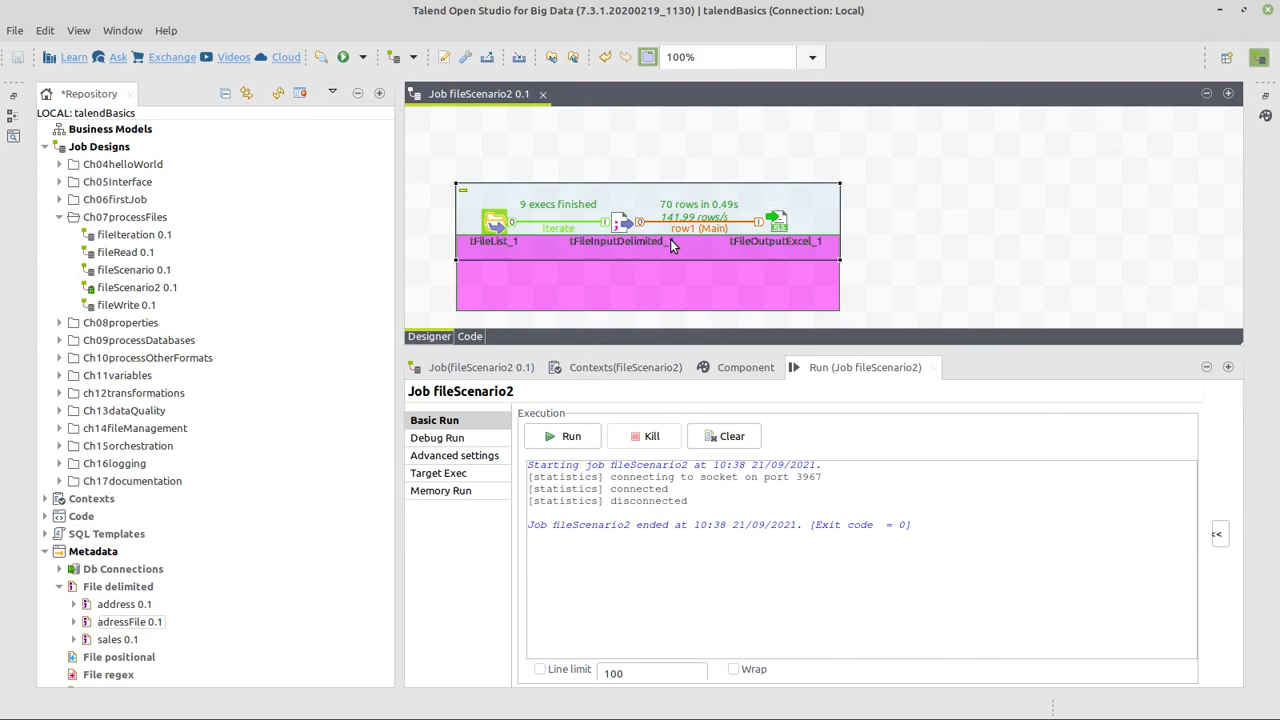 Talend Open Studio for Big Data (7.3.1.20200219_1130) | talendBasics (Connection: Local)
File Edit View Window Help
Learn Ask Exchange Videos Cloud 100%
*Repository
LOCAL: talendBasics
Business Models
Job Designs
Ch04helloWorld
Ch05Interface
Ch06firstJob
Ch07processFiles
fileIteration 0.1
fileRead 0.1
fileScenario 0.1
fileScenario2 0.1
fileWrite 0.1
Ch08properties
Ch09processDatabases
Ch10processOtherFormats
Ch11variables
ch12transformations
Ch13dataQuality
ch14fileManagement
Ch15orchestration
Ch16logging
Ch17documentation
Contexts
Code
SQL Templates
Metadata
Db Connections
File delimited
address 0.1
adressFile 0.1
sales 0.1
File positional
File regex
Job fileScenario2 0.1
9 execs finished
70 rows in 0.49s
141.99 rows/s
Iterate
row1 (Main)
tFileList_1 tFileInputDelimited_ tFileOutputExcel_1
Designer Code
Job(fileScenario2 0.1) Contexts(fileScenario2) Component Run (Job fileScenario2)
Job fileScenario2
Basic Run
Debug Run
Advanced settings
Target Exec
Memory Run
Execution
Run Kill Clear
Starting job fileScenario2 at 10:38 21/09/2021.
[statistics] connecting to socket on port 3967
[statistics] connected
[statistics] disconnected
Job fileScenario2 ended at 10:38 21/09/2021. [Exit code  = 0]
<<
Line limit 100 Wrap